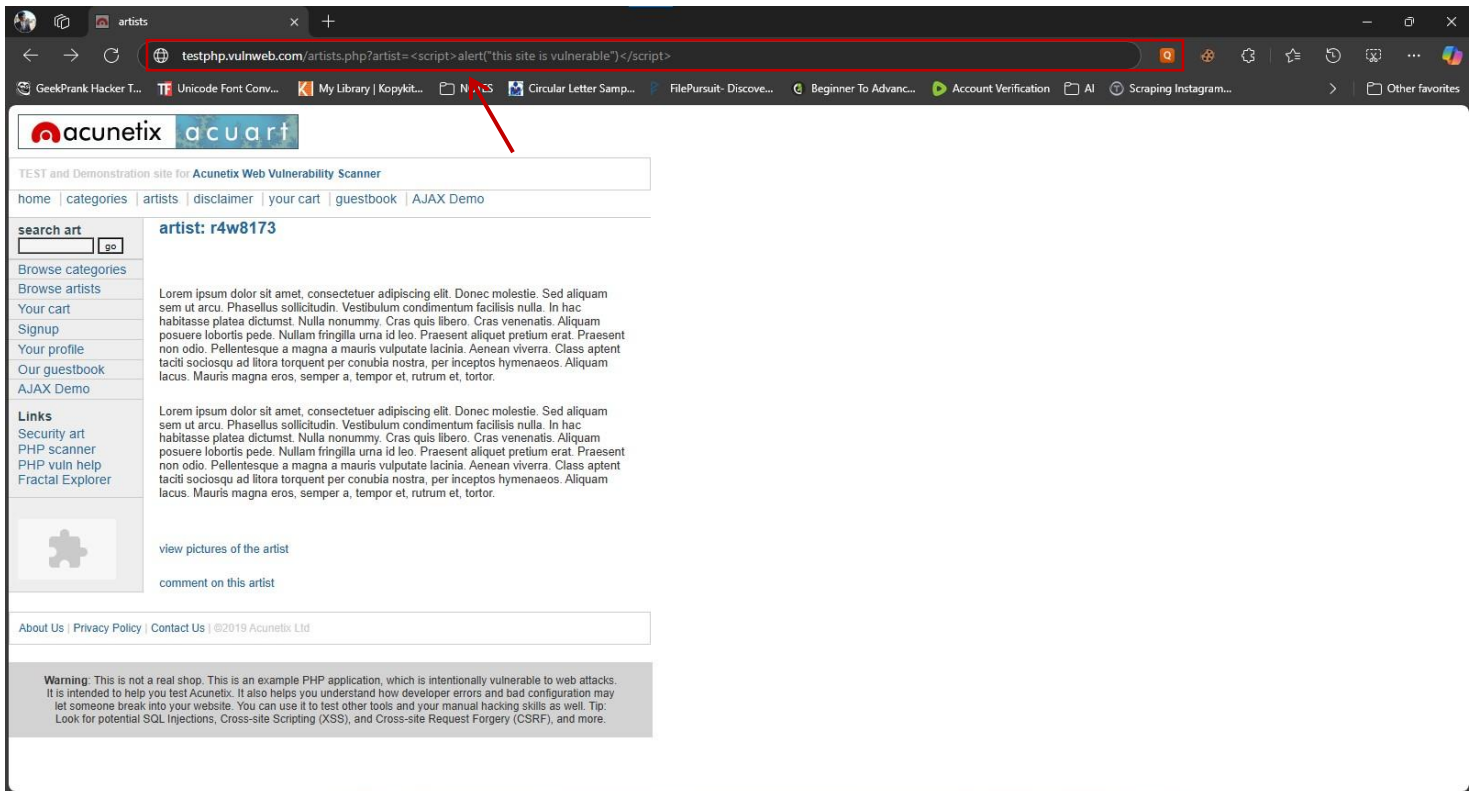 artists
testphp.vulnweb.com/artists.php?artist=<script>alert("this site is vulnerable")</script>
GeekPrank Hacker T... Unicode Font Conv... My Library | Kopykit... Circular Letter Samp... FilePursuit- Discove... Beginner To Advanc... Account Verification AI Scraping Instagram... Other favorites
acunetix acuart
TEST and Demonstration site for Acunetix Web Vulnerability Scanner
home | categories | artists | disclaimer | your cart | guestbook | AJAX Demo
search art
go
Browse categories
Browse artists
Your cart
Signup
Your profile
Our guestbook
AJAX Demo
Links
Security art
PHP scanner
PHP vuln help
Fractal Explorer
artist: r4w8173
Lorem ipsum dolor sit amet, consectetuer adipiscing elit. Donec molestie. Sed aliquam
sem ut arcu. Phasellus sollicitudin. Vestibulum condimentum facilisis nulla. In hac
habitasse platea dictumst. Nulla nonummy. Cras quis libero. Cras venenatis. Aliquam
posuere lobortis pede. Nullam fringilla urna id leo. Praesent aliquet pretium erat. Praesent
non odio. Pellentesque a magna a mauris vulputate lacinia. Aenean viverra. Class aptent
taciti sociosqu ad litora torquent per conubia nostra, per inceptos hymenaeos. Aliquam
lacus. Mauris magna eros, semper a, tempor et, rutrum et, tortor.
Lorem ipsum dolor sit amet, consectetuer adipiscing elit. Donec molestie. Sed aliquam
sem ut arcu. Phasellus sollicitudin. Vestibulum condimentum facilisis nulla. In hac
habitasse platea dictumst. Nulla nonummy. Cras quis libero. Cras venenatis. Aliquam
posuere lobortis pede. Nullam fringilla urna id leo. Praesent aliquet pretium erat. Praesent
non odio. Pellentesque a magna a mauris vulputate lacinia. Aenean viverra. Class aptent
taciti sociosqu ad litora torquent per conubia nostra, per inceptos hymenaeos. Aliquam
lacus. Mauris magna eros, semper a, tempor et, rutrum et, tortor.
view pictures of the artist
comment on this artist
About Us | Privacy Policy | Contact Us | ©2019 Acunetix Ltd
Warning: This is not a real shop. This is an example PHP application, which is intentionally vulnerable to web attacks.
It is intended to help you test Acunetix. It also helps you understand how developer errors and bad configuration may
let someone break into your website. You can use it to test other tools and your manual hacking skills as well. Tip:
Look for potential SQL Injections, Cross-site Scripting (XSS), and Cross-site Request Forgery (CSRF), and more.